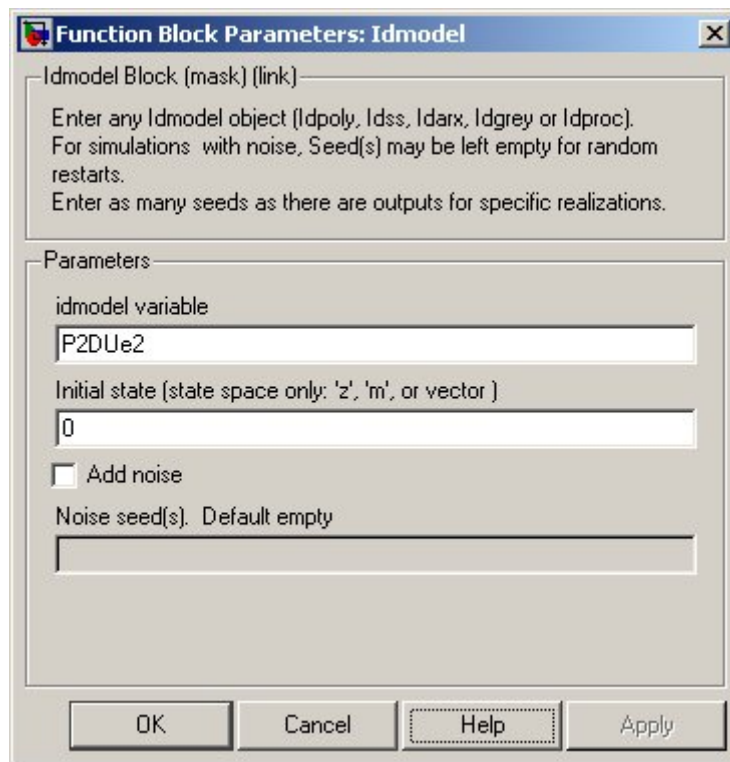 Function Block Parameters: Idmodel
Idmodel Block (mask) (link)
Enter any Idmodel object (Idpoly, Idss, Idarx, Idgrey or Idproc).
For simulations with noise, Seed(s) may be left empty for random
restarts.
Enter as many seeds as there are outputs for specific realizations.
Parameters
idmodel variable
P2DUe2
Initial state (state space only: 'z', 'm', or vector )
0
Add noise
Noise seed(s). Default empty
OK Cancel Help Apply